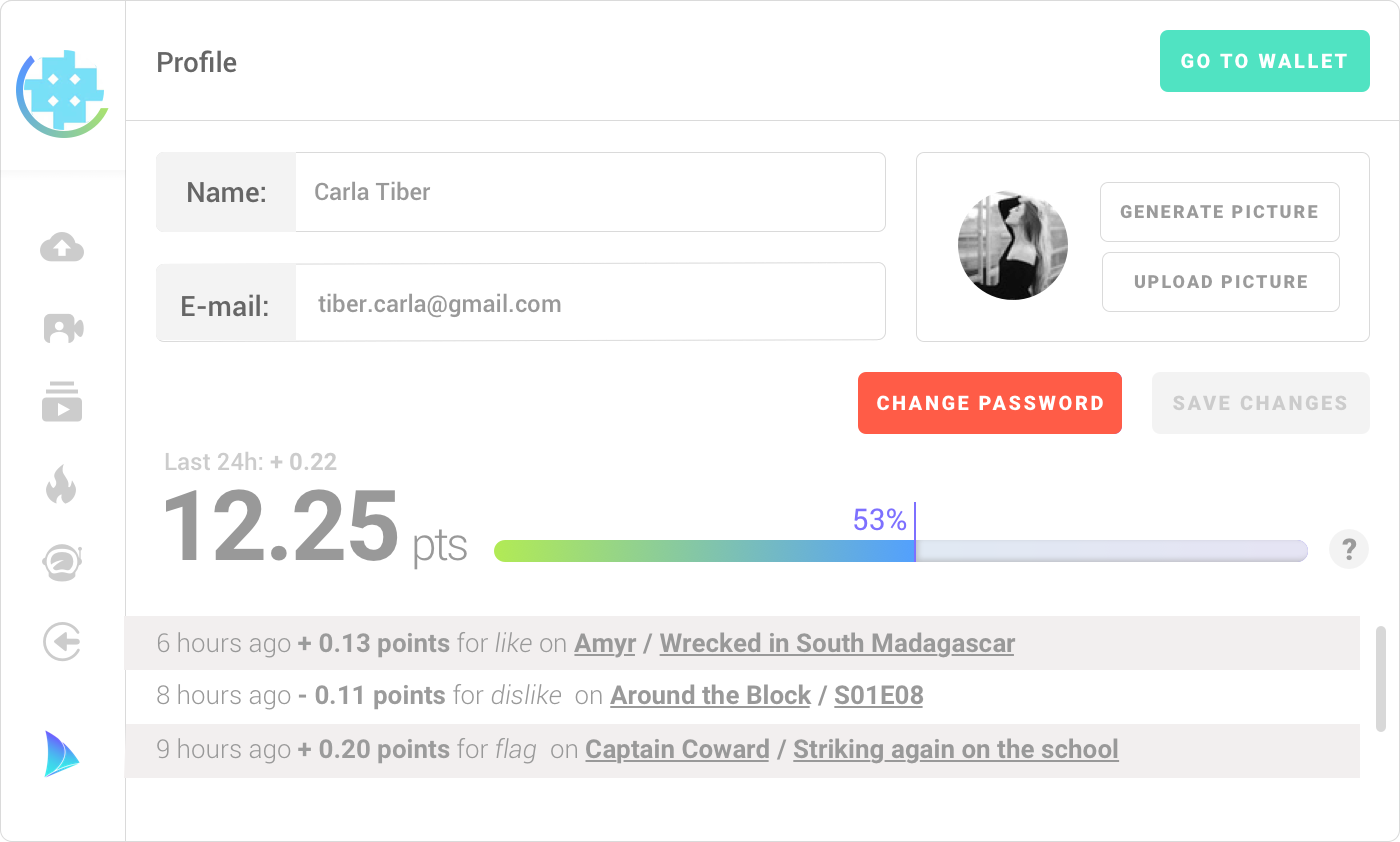 Profile
GO TO WALLET
Name:
Carla Tiber
GENERATE PICTURE
E-mail:
tiber.carla@gmail.com
UPLOAD PICTURE
CHANGE PASSWORD
SAVE CHANGES
Last 24h: + 0.22
12.25 pts
53%
?
6 hours ago + 0.13 points for like on Amyr / Wrecked in South Madagascar
8 hours ago - 0.11 points for dislike on Around the Block / S01E08
9 hours ago + 0.20 points for flag on Captain Coward / Striking again on the school